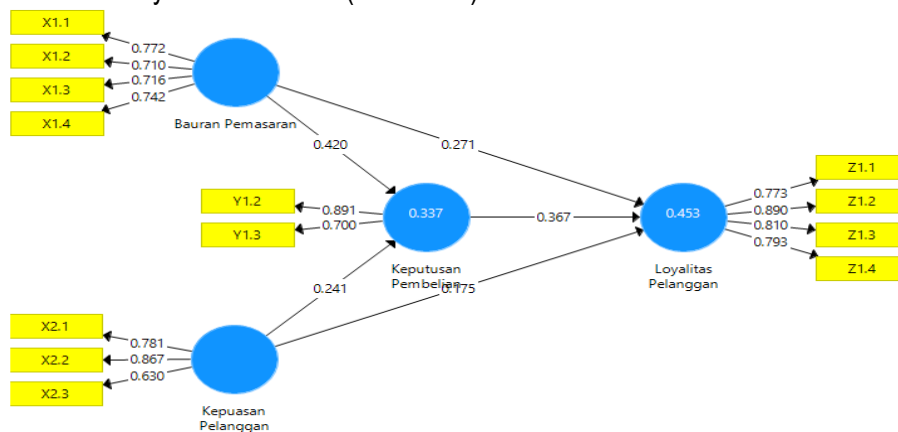 X1.1
X1.2
X1.3
X1.4
0.772
0.710
0.716
0.742
Bauran Pemasaran
0.420
0.271
Y1.2
Y1.3
0.891
0.700
0.337
Keputusan
Pembelian
0.367
0.453
Loyalitas
Pelanggan
0.773
0.890
0.810
0.793
Z1.1
Z1.2
Z1.3
Z1.4
0.241
0.175
X2.1
X2.2
X2.3
0.781
0.867
0.630
Kepuasan
Pelanggan